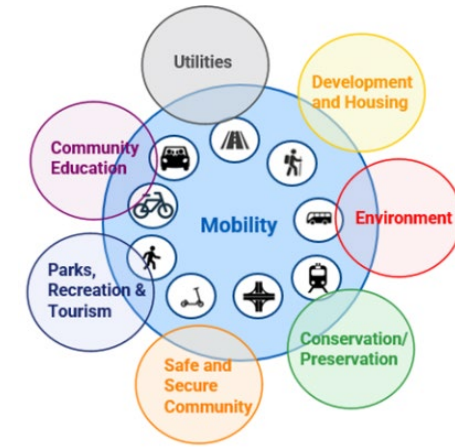 Utilities
Development
and Housing
Community
Education
Mobility
Environment
Parks,
Recreation &
Tourism
Conservation/
Preservation
Safe and
Secure
Community